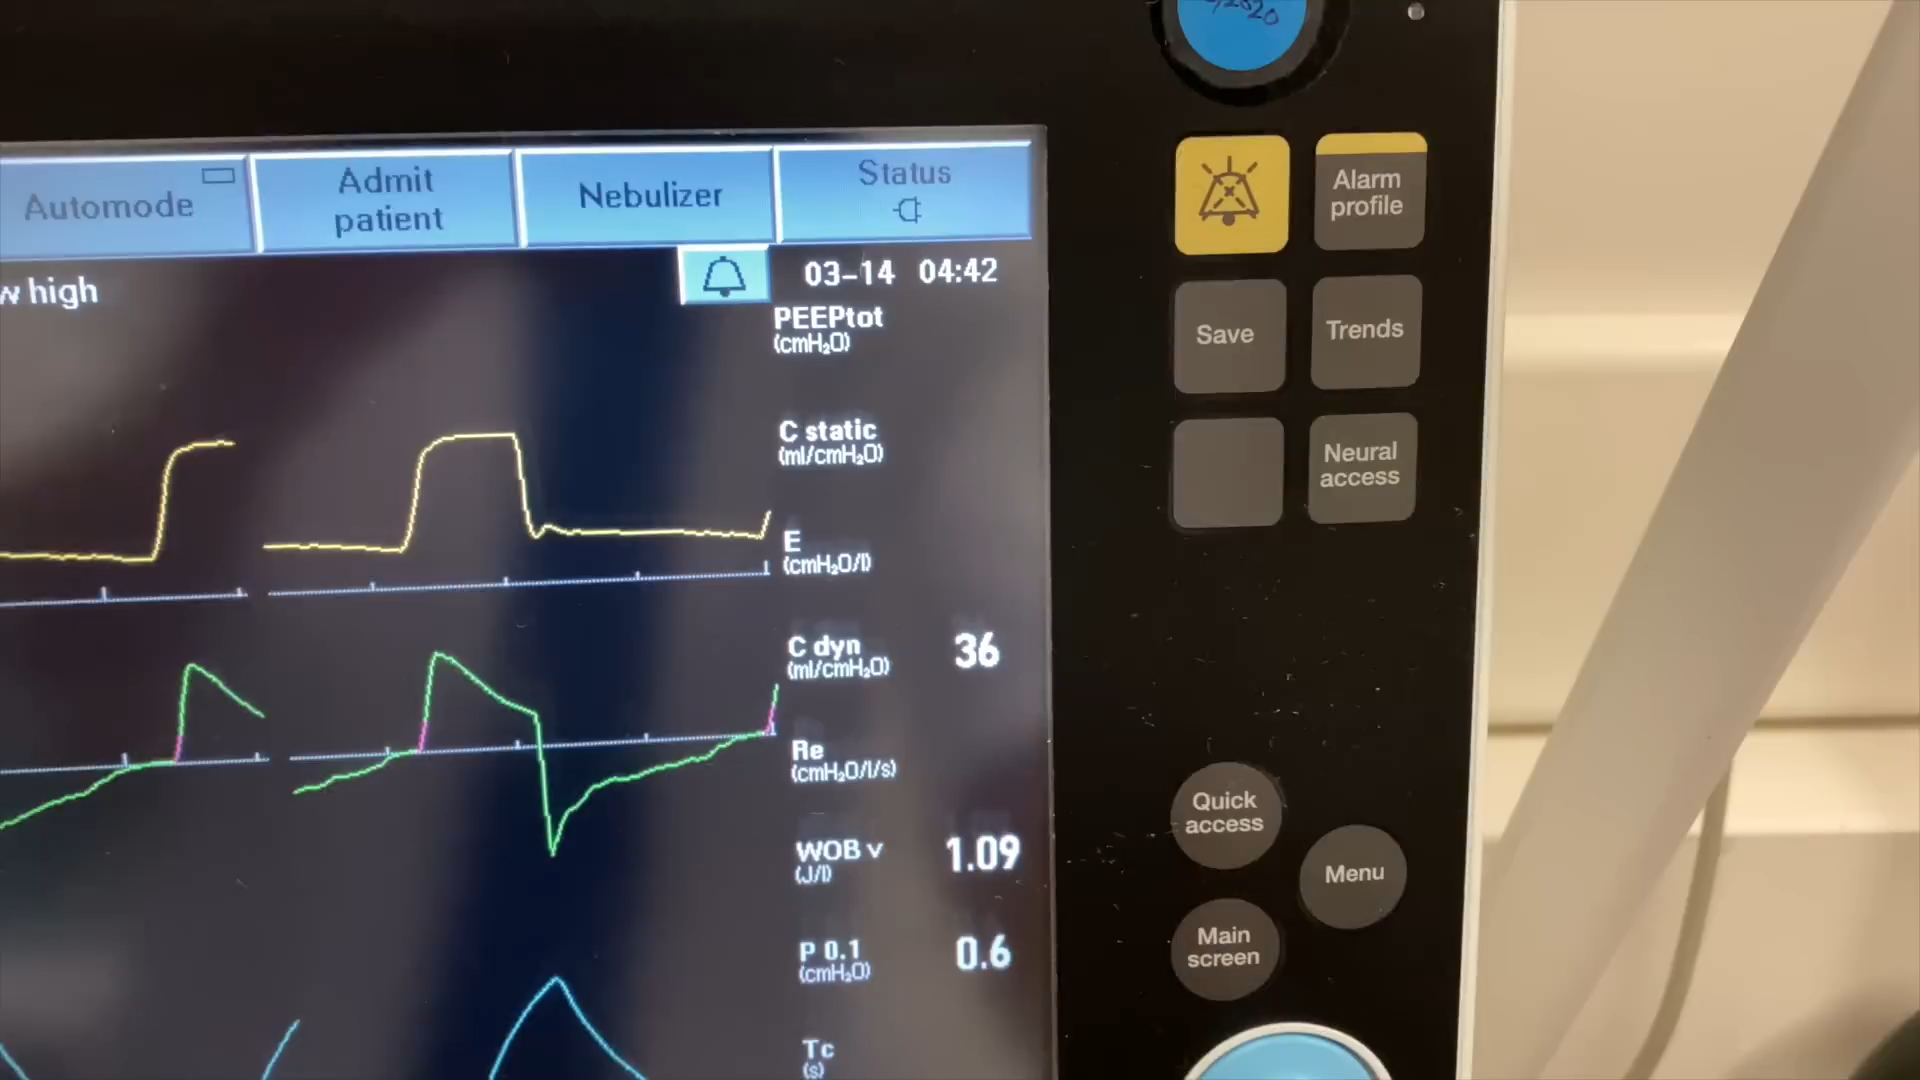 /2020
Automode
Admit
patient
Nebulizer
Status
Alarm
profile
w high
03-14 04:42
PEEPtot
(cmH₂O)
Save
Trends
C static
(ml/cmH₂O)
Neural
access
E
(cmH₂O/l)
C dyn 36
(ml/cmH₂O)
Re
(cmH₂O/l/s)
Quick
access
WOB v 1.09
(J/l)
Menu
Main
screen
P 0.1 0.6
(cmH₂O)
Tc
(s)